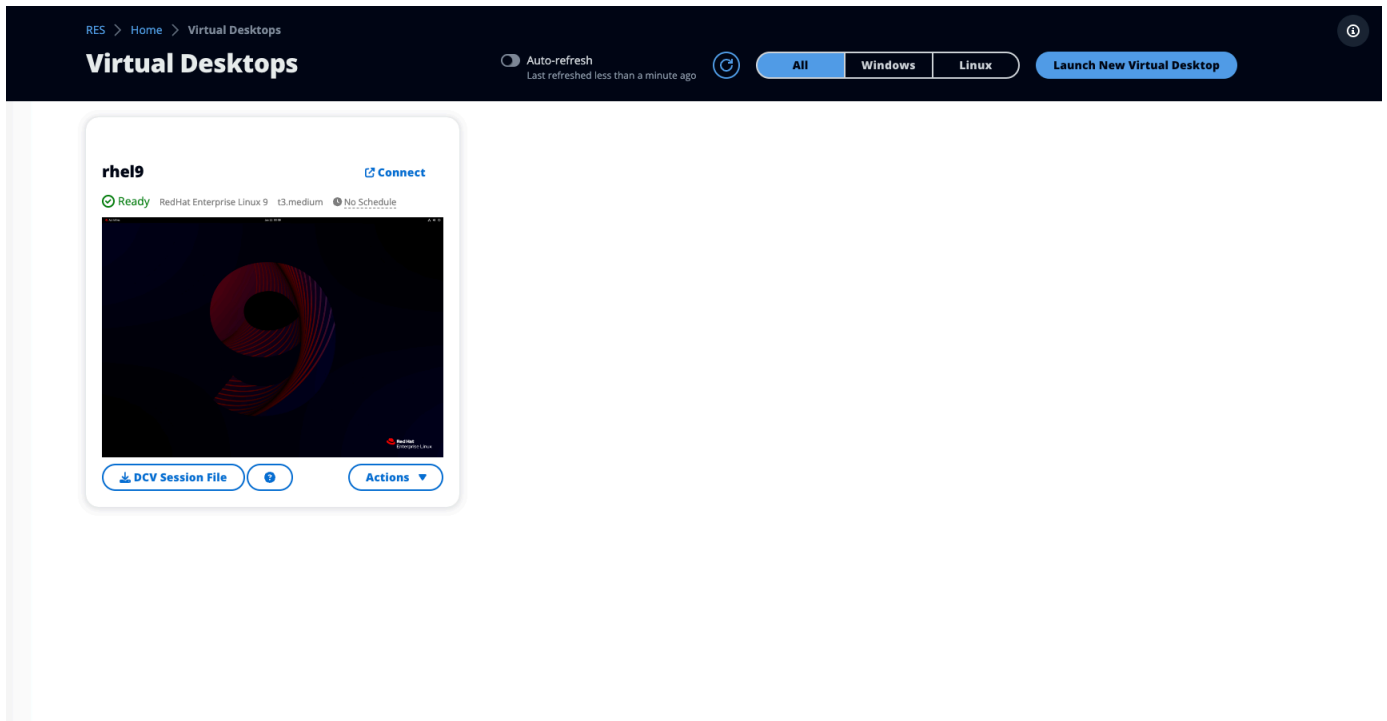 RES > Home > Virtual Desktops
Virtual Desktops
Auto-refresh
Last refreshed less than a minute ago
All Windows Linux
Launch New Virtual Desktop
rhel9
Connect
Ready RedHat Enterprise Linux 9 t3.medium No Schedule
9
Red Hat
Enterprise Linux
DCV Session File
?
Actions